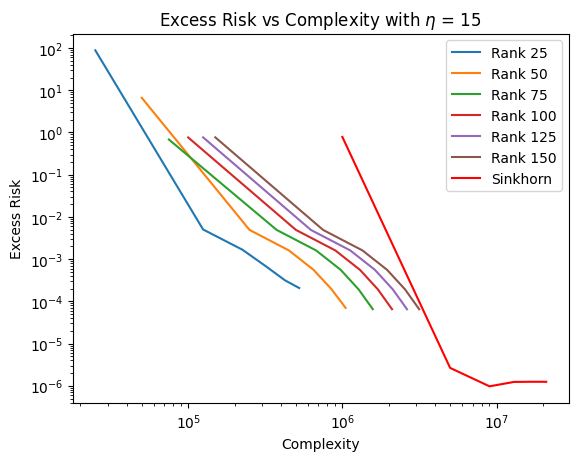 Excess Risk vs Complexity with η = 15
Excess Risk
10²
10¹
10⁰
10⁻¹
10⁻²
10⁻³
10⁻⁴
10⁻⁵
10⁻⁶
Rank 25
Rank 50
Rank 75
Rank 100
Rank 125
Rank 150
Sinkhorn
10⁵
10⁶
10⁷
Complexity